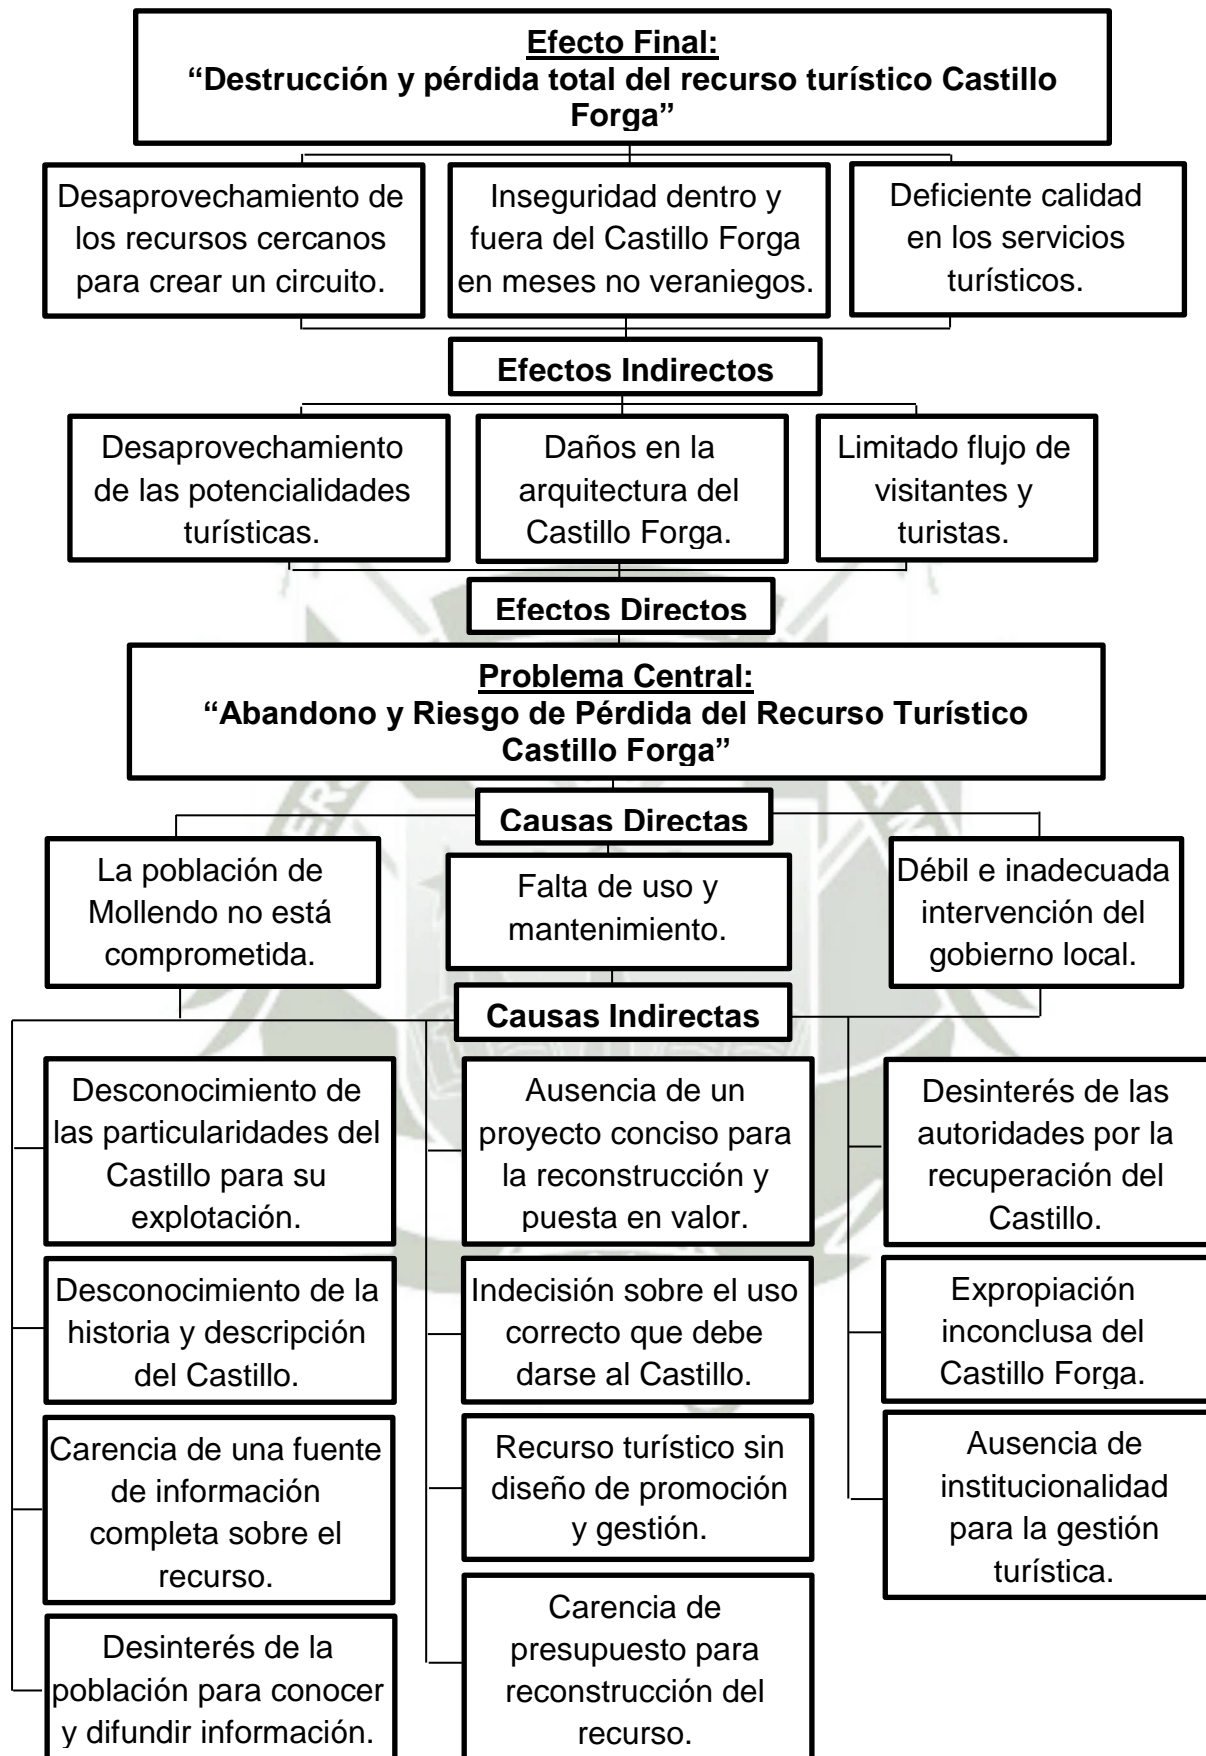 Efecto Final:
“Destrucción y pérdida total del recurso turístico Castillo
Forga”
Desaprovechamiento de
los recursos cercanos
para crear un circuito.
Inseguridad dentro y
fuera del Castillo Forga
en meses no veraniegos.
Deficiente calidad
en los servicios
turísticos.
Efectos Indirectos
Desaprovechamiento
de las potencialidades
turísticas.
Daños en la
arquitectura del
Castillo Forga.
Limitado flujo de
visitantes y
turistas.
Efectos Directos
Problema Central:
“Abandono y Riesgo de Pérdida del Recurso Turístico
Castillo Forga”
Causas Directas
La población de
Mollendo no está
comprometida.
Falta de uso y
mantenimiento.
Débil e inadecuada
intervención del
gobierno local.
Causas Indirectas
Desconocimiento de
las particularidades del
Castillo para su
explotación.
Desconocimiento de la
historia y descripción
del Castillo.
Carencia de una fuente
de información
completa sobre el
recurso.
Desinterés de la
población para conocer
y difundir información.
Ausencia de un
proyecto conciso para
la reconstrucción y
puesta en valor.
Indecisión sobre el uso
correcto que debe
darse al Castillo.
Recurso turístico sin
diseño de promoción
y gestión.
Carencia de
presupuesto para
reconstrucción del
recurso.
Desinterés de las
autoridades por la
recuperación del
Castillo.
Expropiación
inconclusa del
Castillo Forga.
Ausencia de
institucionalidad
para la gestión
turística.